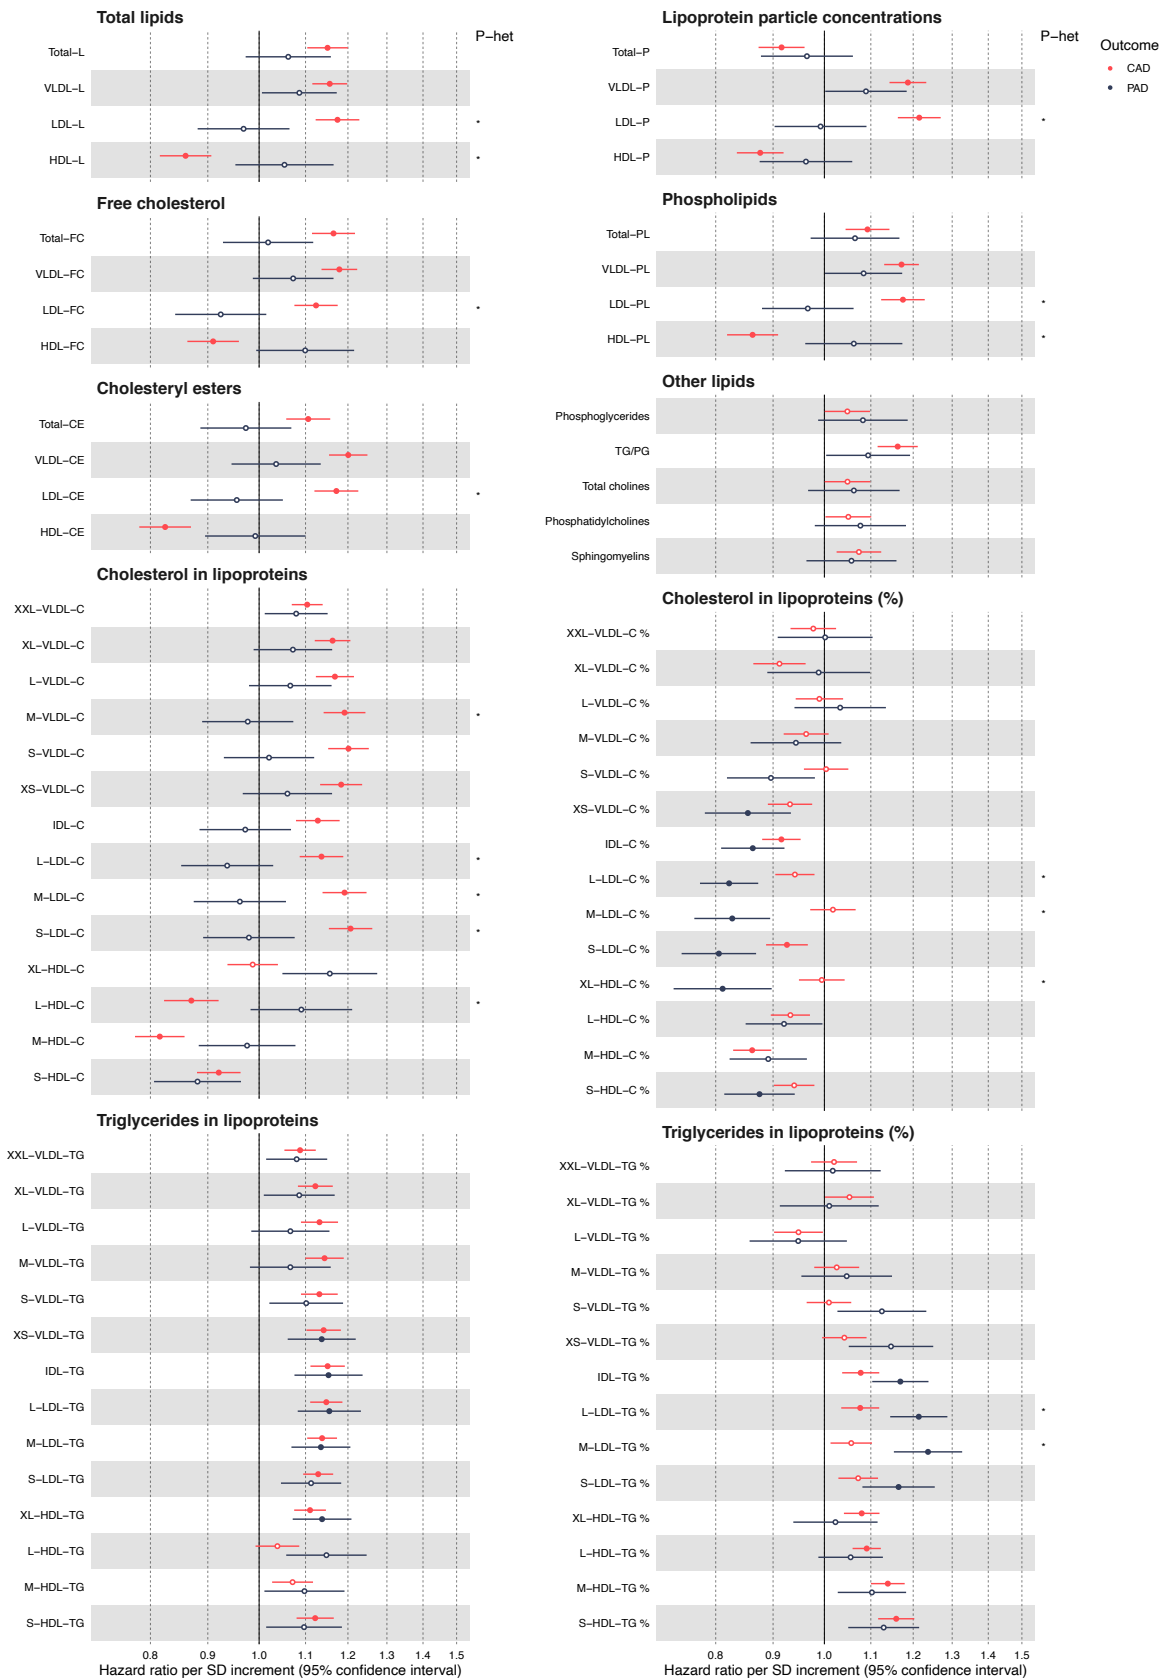 Total lipids
P−het
Total−L
VLDL−L
LDL−L *
HDL−L *
Free cholesterol
Total−FC
VLDL−FC
LDL−FC *
HDL−FC
Cholesteryl esters
Total−CE
VLDL−CE
LDL−CE *
HDL−CE
Cholesterol in lipoproteins
XXL−VLDL−C
XL−VLDL−C
L−VLDL−C
M−VLDL−C *
S−VLDL−C
XS−VLDL−C
IDL−C
L−LDL−C *
M−LDL−C *
S−LDL−C *
XL−HDL−C
L−HDL−C *
M−HDL−C
S−HDL−C
Triglycerides in lipoproteins
XXL−VLDL−TG
XL−VLDL−TG
L−VLDL−TG
M−VLDL−TG
S−VLDL−TG
XS−VLDL−TG
IDL−TG
L−LDL−TG
M−LDL−TG
S−LDL−TG
XL−HDL−TG
L−HDL−TG
M−HDL−TG
S−HDL−TG
0.8 0.9 1.0 1.1 1.2 1.3 1.4 1.5
Hazard ratio per SD increment (95% confidence interval)
Lipoprotein particle concentrations
P−het
Total−P
VLDL−P
LDL−P *
HDL−P
Phospholipids
Total−PL
VLDL−PL
LDL−PL *
HDL−PL *
Other lipids
Phosphoglycerides
TG/PG
Total cholines
Phosphatidylcholines
Sphingomyelins
Cholesterol in lipoproteins (%)
XXL−VLDL−C %
XL−VLDL−C %
L−VLDL−C %
M−VLDL−C %
S−VLDL−C %
XS−VLDL−C %
IDL−C %
L−LDL−C % *
M−LDL−C % *
S−LDL−C %
XL−HDL−C % *
L−HDL−C %
M−HDL−C %
S−HDL−C %
Triglycerides in lipoproteins (%)
XXL−VLDL−TG %
XL−VLDL−TG %
L−VLDL−TG %
M−VLDL−TG %
S−VLDL−TG %
XS−VLDL−TG %
IDL−TG %
L−LDL−TG % *
M−LDL−TG % *
S−LDL−TG %
XL−HDL−TG %
L−HDL−TG %
M−HDL−TG %
S−HDL−TG %
0.8 0.9 1.0 1.1 1.2 1.3 1.4 1.5
Hazard ratio per SD increment (95% confidence interval)
Outcome
CAD
PAD